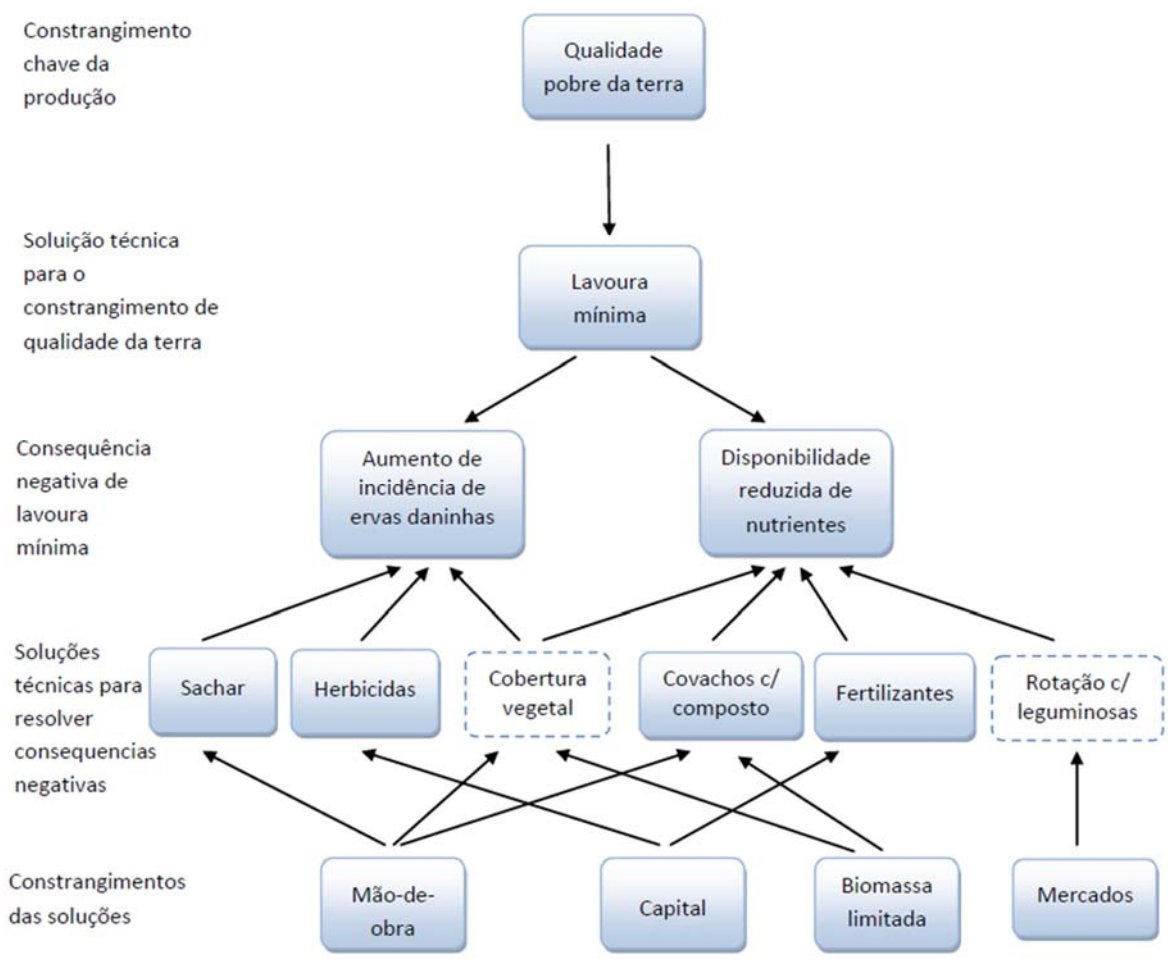 Constrangimento
chave da
produção
Qualidade
pobre da terra
Soluição técnica
para o
constrangimento de
qualidade da terra
Lavoura
mínima
Consequência
negativa de
lavoura
mínima
Aumento de
incidência de
ervas daninhas
Disponibilidade
reduzida de
nutrientes
Soluções
técnicas para
resolver
consequencias
negativas
Sachar
Herbicidas
Cobertura
vegetal
Covachos c/
composto
Fertilizantes
Rotação c/
leguminosas
Constrangimentos
das soluções
Mão-de-
obra
Capital
Biomassa
limitada
Mercados